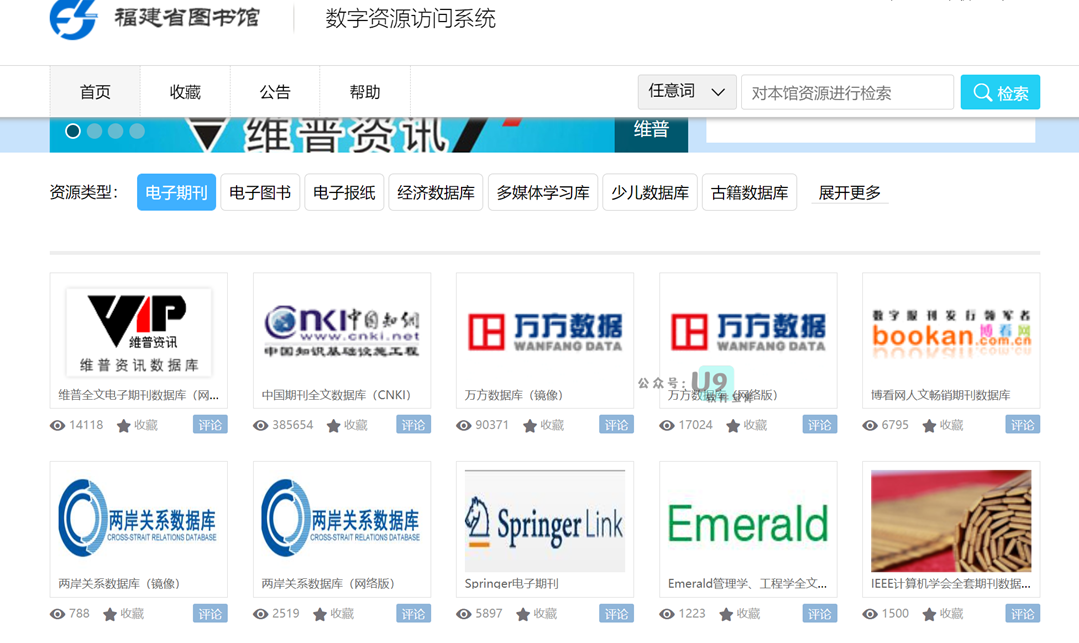 福建省图书馆 数字资源访问系统
首页 收藏 公告 帮助 任意词 对本馆资源进行检索 检索
维普资讯 维普
资源类型： 电子期刊 电子图书 电子报纸 经济数据库 多媒体学习库 少儿数据库 古籍数据库 展开更多
VIP
维普资讯
维普资讯数据库
维普全文电子期刊数据库（网...
14118 收藏 评论
cnki中国知网
www.cnki.net
中国知识基础设施工程
中国期刊全文数据库（CNKI）
385654 收藏 评论
万方数据
WANFANG DATA
万方数据库（镜像）
90371 收藏 评论
万方数据
WANFANG DATA
公众号：U9
软件宝库
万方数据库（网络版）
17024 收藏 评论
数字报刊发行领军者
bookan博看网
.com.cn
博看网人文畅销期刊数据库
6795 收藏 评论
两岸关系数据库
CROSS-STRAIT RELATIONS DATABASE
两岸关系数据库（镜像）
788 收藏 评论
两岸关系数据库
CROSS-STRAIT RELATIONS DATABASE
两岸关系数据库（网络版）
2519 收藏 评论
Springer Link
Springer电子期刊
5897 收藏 评论
Emerald
Emerald管理学、工程学全文...
1223 收藏 评论
IEEE计算机学会全套期刊数据...
1500 收藏 评论